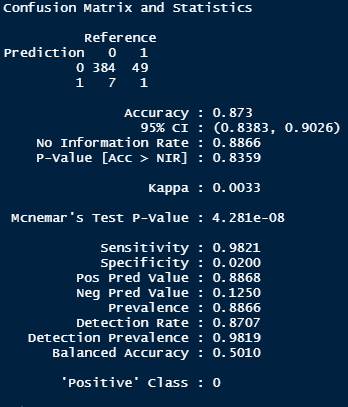 Confusion Matrix and Statistics
Reference
Prediction 0 1
0 384 49
1 7 1
Accuracy : 0.873
95% CI : (0.8383, 0.9026)
No Information Rate : 0.8866
P-Value [Acc > NIR] : 0.8359
Kappa : 0.0033
Mcnemar's Test P-Value : 4.281e-08
Sensitivity : 0.9821
Specificity : 0.0200
Pos Pred Value : 0.8868
Neg Pred Value : 0.1250
Prevalence : 0.8866
Detection Rate : 0.8707
Detection Prevalence : 0.9819
Balanced Accuracy : 0.5010
'Positive' Class : 0